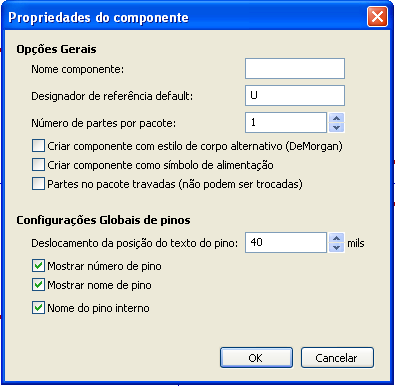 Propriedades do componente
Opções Gerais
Nome componente:
Designador de referência default: U
Número de partes por pacote: 1
Criar componente com estilo de corpo alternativo (DeMorgan)
Criar componente como símbolo de alimentação
Partes no pacote travadas (não podem ser trocadas)
Configurações Globais de pinos
Deslocamento da posição do texto do pino: 40 mils
Mostrar número de pino
Mostrar nome de pino
Nome do pino interno
OK Cancelar